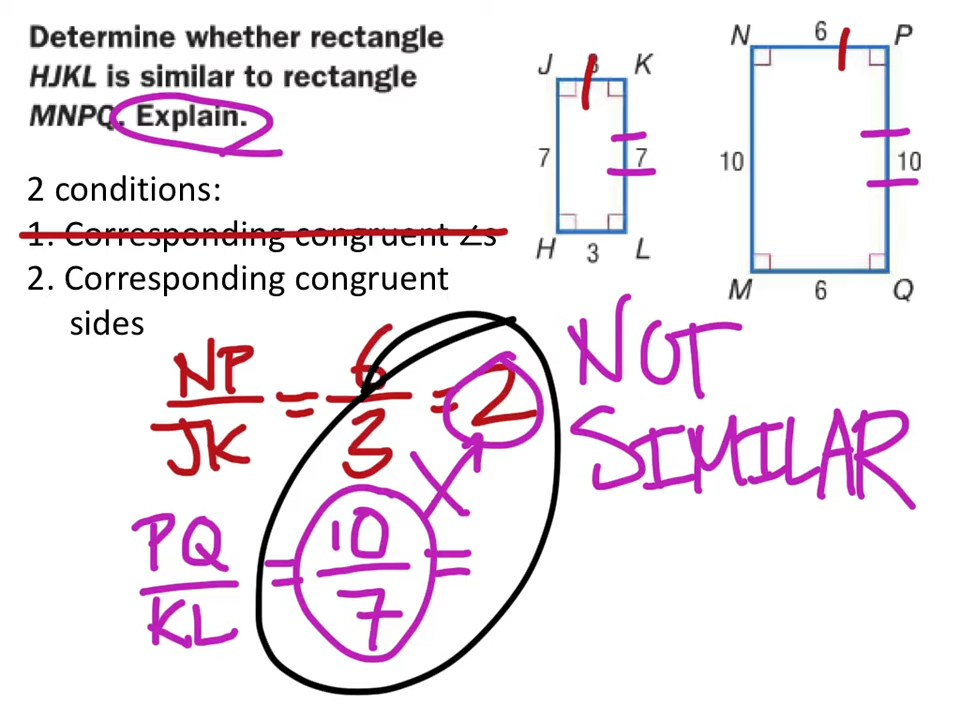 Determine whether rectangle
HJKL is similar to rectangle
MNPQ. Explain.
2 conditions:
1. Corresponding congruent ∠s
2. Corresponding congruent
sides
J 3 K
7 7
H 3 L
N 6 P
10 10
M 6 Q
NP/JK = 6/3 = 2
PQ/KL = 10/7 =
NOT
SIMILAR